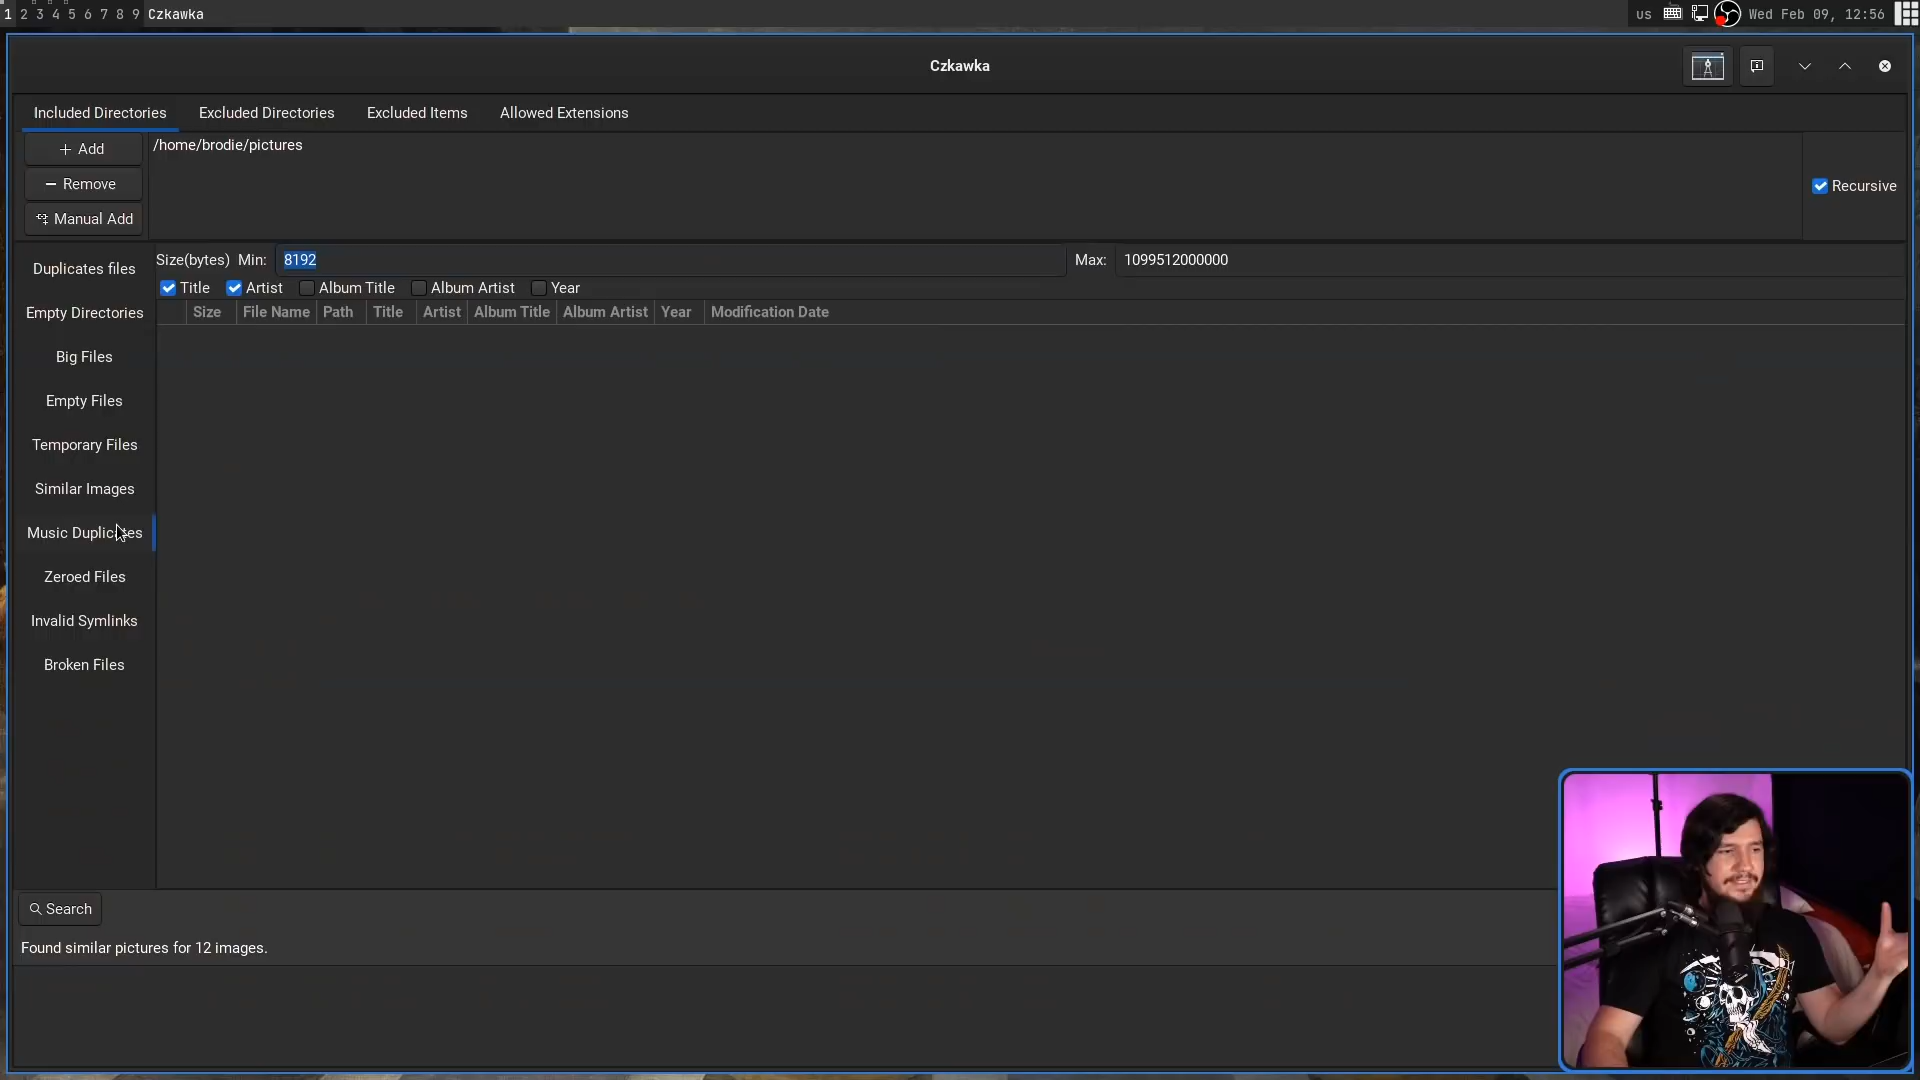 1 2 3 4 5 6 7 8 9 Czkawka us Wed Feb 09, 12:56
Czkawka
Included Directories Excluded Directories Excluded Items Allowed Extensions
Add /home/brodie/pictures
Remove Recursive
Manual Add
Size(bytes) Min: 8192 Max: 1099512000000
Title Artist Album Title Album Artist Year
Size File Name Path Title Artist Album Title Album Artist Year Modification Date
Duplicates files
Empty Directories
Big Files
Empty Files
Temporary Files
Similar Images
Music Duplicates
Zeroed Files
Invalid Symlinks
Broken Files
Search
Found similar pictures for 12 images.